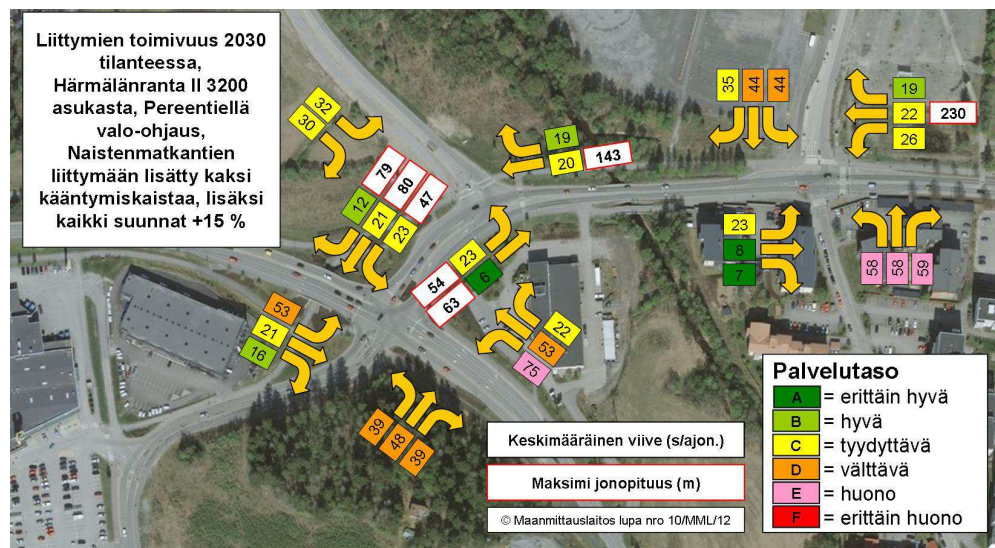 Liittymien toimivuus 2030
tilanteessa,
Härmälänranta II 3200
asukasta, Pereentiellä
valo-ohjaus,
Naistenmatkantien
liittymään lisätty kaksi
kääntymiskaistaa, lisäksi
kaikki suunnat +15 %
32
30
79
80
47
12
21
23
19
20
143
35
44
44
19
22
230
26
23
8
7
58
58
59
54
23
63
6
53
21
16
22
53
75
39
48
39
Keskimääräinen viive (s/ajon.)
Maksimi jonopituus (m)
© Maanmittauslaitos lupa nro 10/MML/12
Palvelutaso
A = erittäin hyvä
B = hyvä
C = tyydyttävä
D = välttävä
E = huono
F = erittäin huono